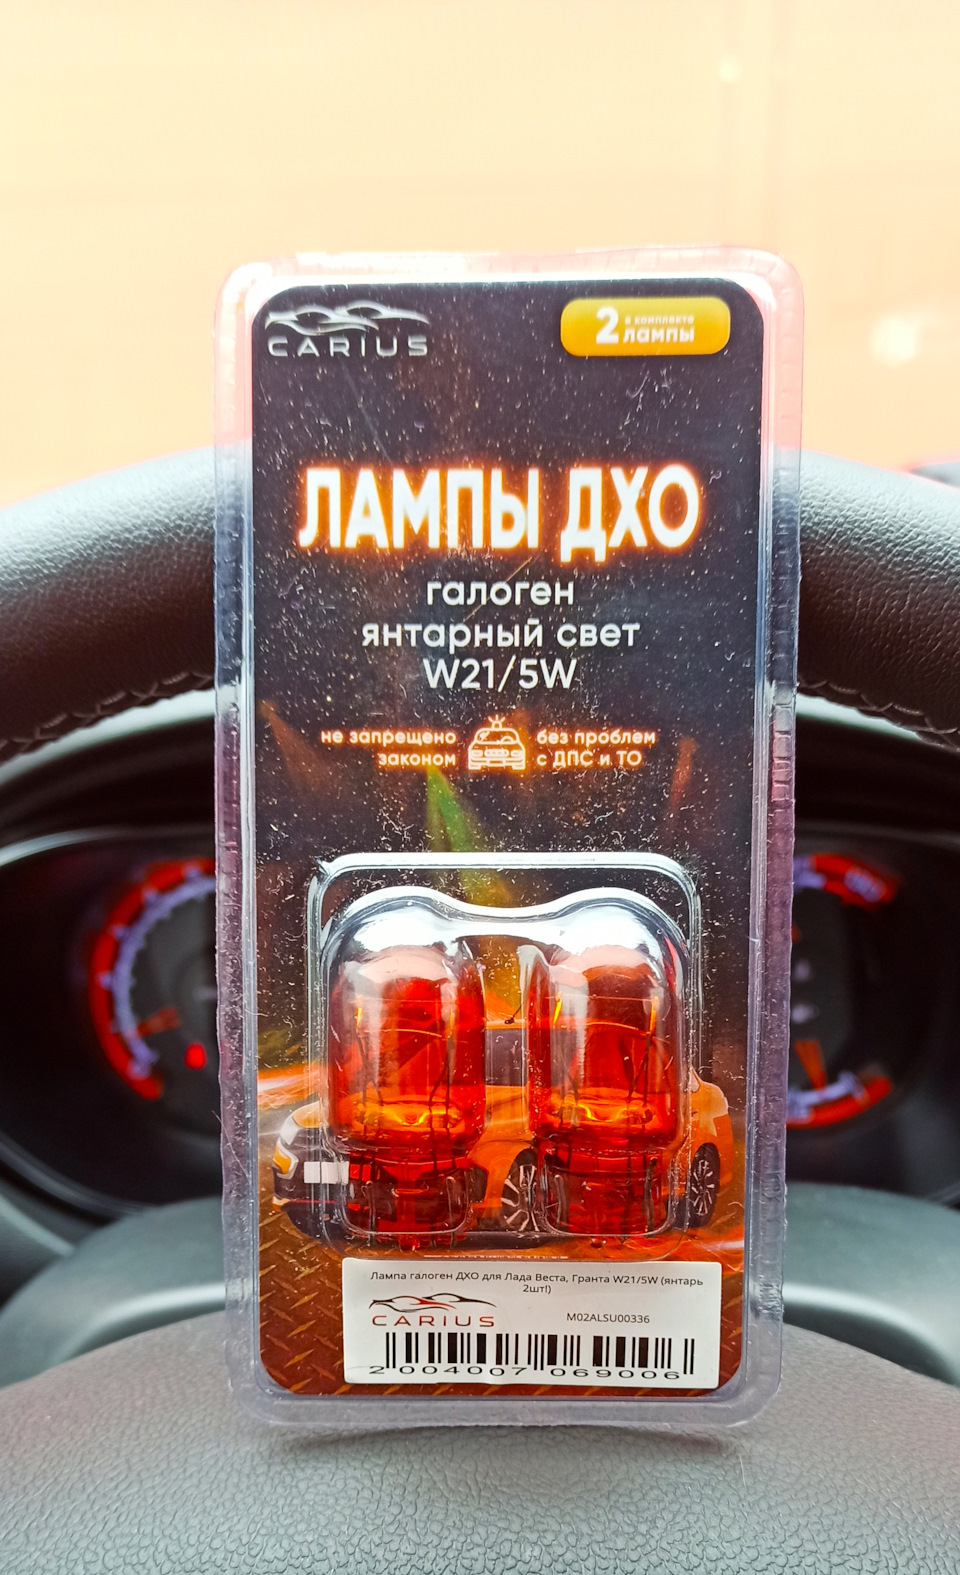 CARIUS
2 в комплекте
лампы
ЛАМПЫ ДХО
галоген
янтарный свет
W21/5W
не запрещено
законом
без проблем
с ДПС и ТО
Лампа галоген ДХО для Лада Веста, Гранта W21/5W (янтарь
2шт!)
CARIUS
M02ALSU00336
2 004007 069006